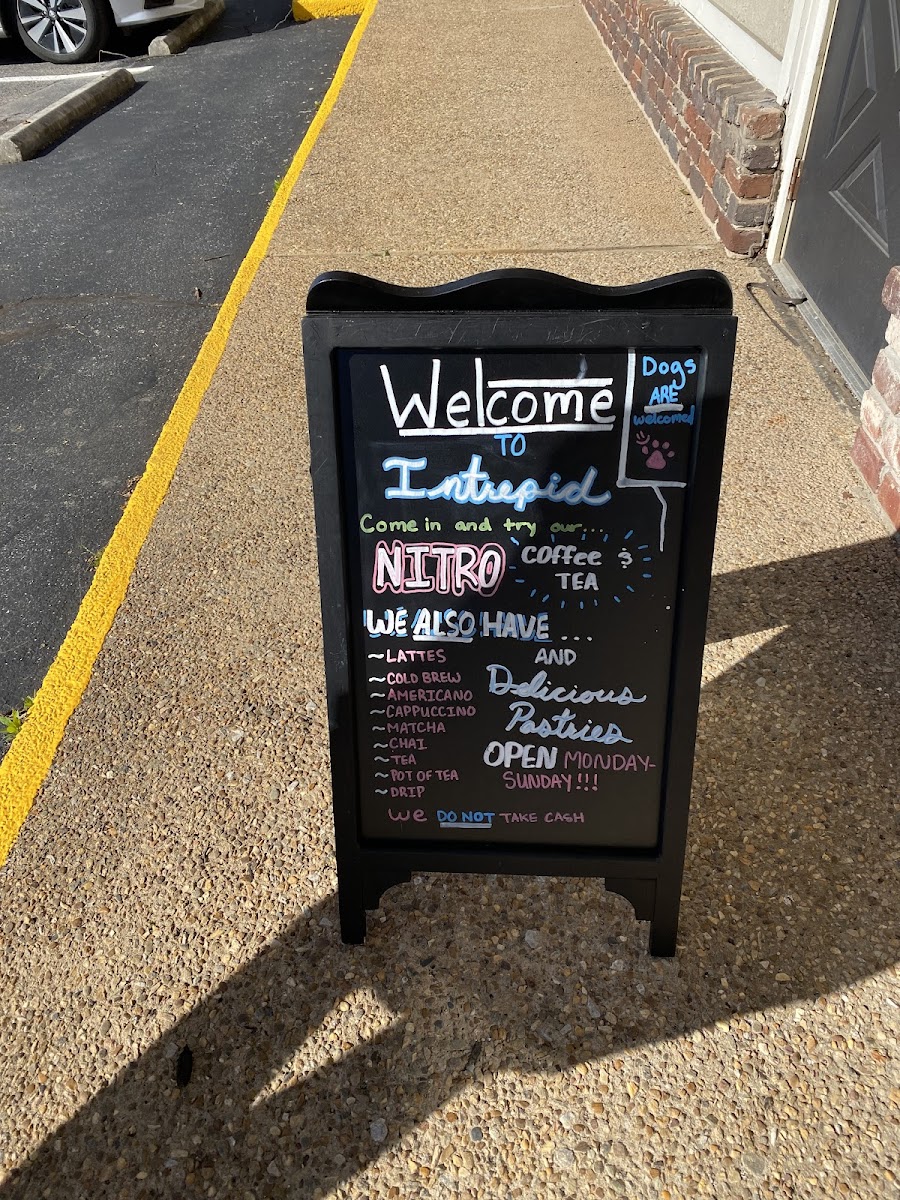 Welcome
TO
Intrepid
Dogs
ARE
welcomed
Come in and try our...
NITRO
Coffee &
TEA
WE ALSO HAVE ...
~LATTES
~COLD BREW
~AMERICANO
~CAPPUCCINO
~MATCHA
~CHAI
~TEA
~POT OF TEA
~DRIP
AND
Delicious
Pastries
OPEN MONDAY-
SUNDAY!!!
We DO NOT TAKE CASH